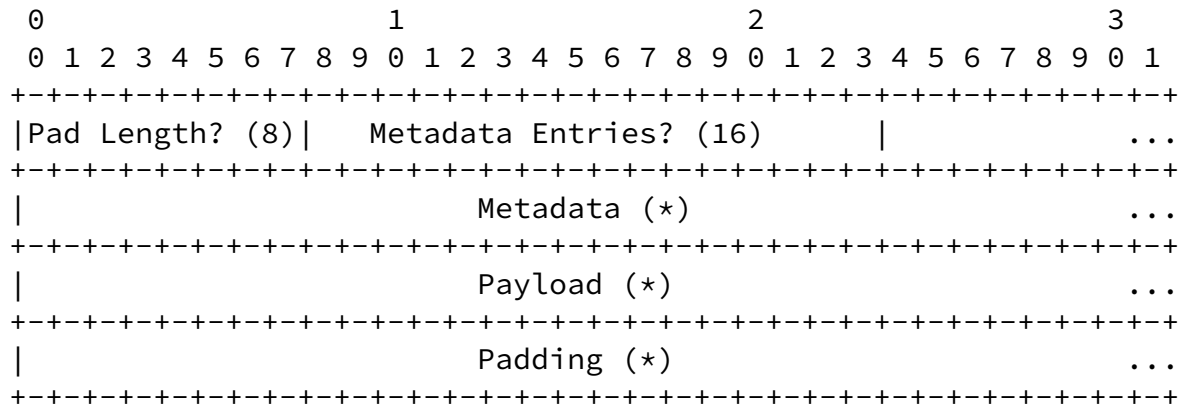 0                   1                   2                   3
 0 1 2 3 4 5 6 7 8 9 0 1 2 3 4 5 6 7 8 9 0 1 2 3 4 5 6 7 8 9 0 1
+-+-+-+-+-+-+-+-+-+-+-+-+-+-+-+-+-+-+-+-+-+-+-+-+-+-+-+-+-+-+-+-+
|Pad Length? (8)|   Metadata Entries? (16)      |             ...
+-+-+-+-+-+-+-+-+-+-+-+-+-+-+-+-+-+-+-+-+-+-+-+-+-+-+-+-+-+-+-+-+
|                         Metadata (*)                        ...
+-+-+-+-+-+-+-+-+-+-+-+-+-+-+-+-+-+-+-+-+-+-+-+-+-+-+-+-+-+-+-+-+
|                         Payload (*)                         ...
+-+-+-+-+-+-+-+-+-+-+-+-+-+-+-+-+-+-+-+-+-+-+-+-+-+-+-+-+-+-+-+-+
|                         Padding (*)                         ...
+-+-+-+-+-+-+-+-+-+-+-+-+-+-+-+-+-+-+-+-+-+-+-+-+-+-+-+-+-+-+-+-+